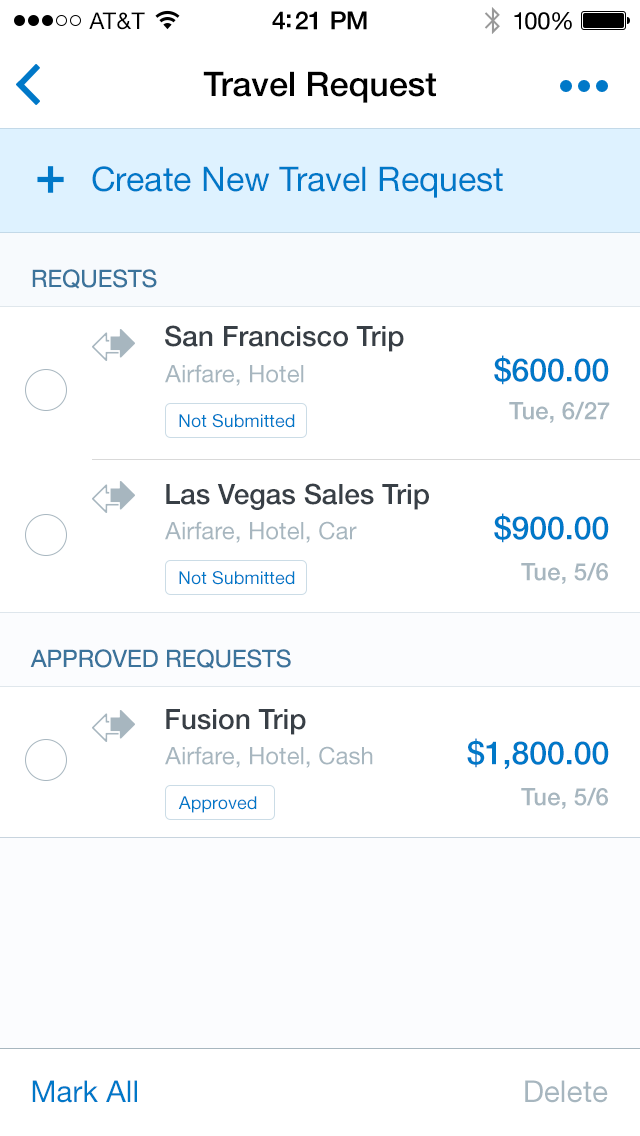 AT&T 4:21 PM 100%
Travel Request
+ Create New Travel Request
REQUESTS
San Francisco Trip
Airfare, Hotel
$600.00
Not Submitted
Tue, 6/27
Las Vegas Sales Trip
Airfare, Hotel, Car
$900.00
Not Submitted
Tue, 5/6
APPROVED REQUESTS
Fusion Trip
Airfare, Hotel, Cash
$1,800.00
Approved
Tue, 5/6
Mark All Delete